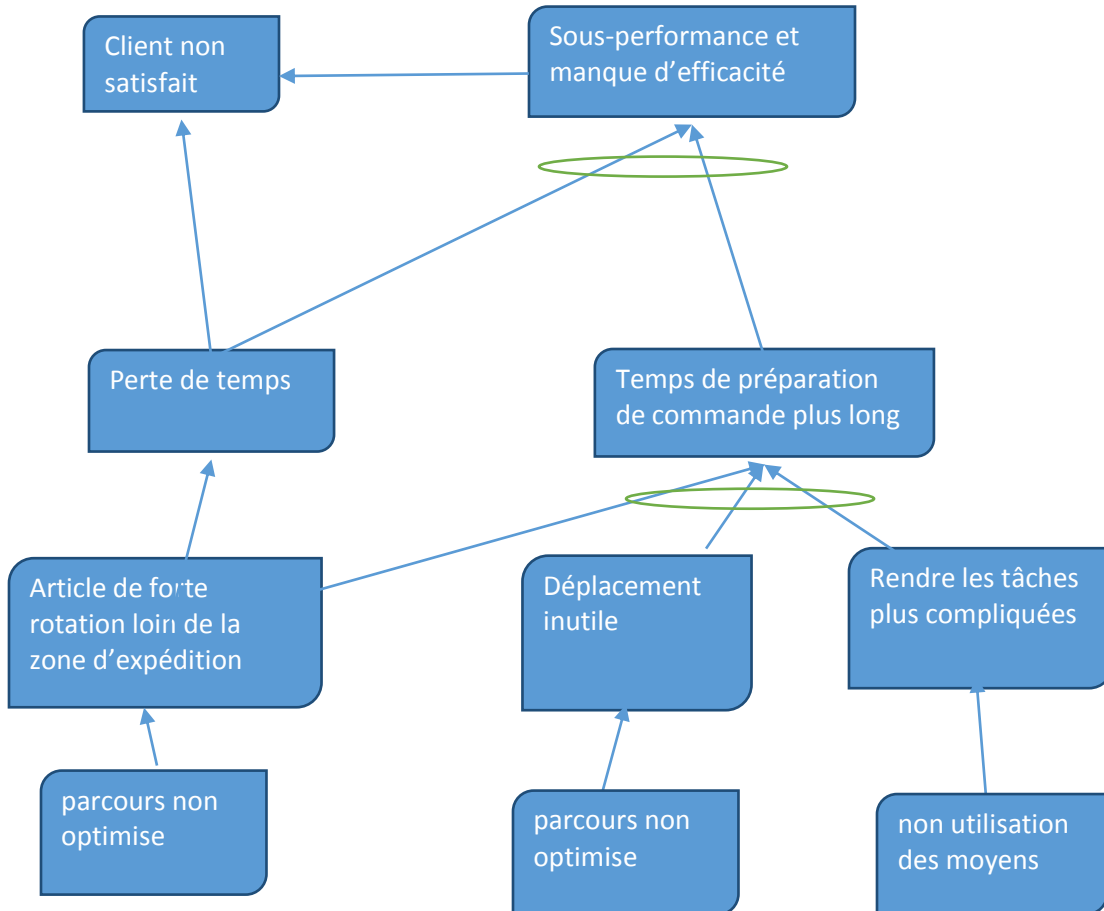 Client non
satisfait
Sous-performance et
manque d'efficacité
Perte de temps
Temps de préparation
de commande plus long
Article de forte
rotation loin de la
zone d'expédition
Déplacement
inutile
Rendre les tâches
plus compliquées
parcours non
optimise
parcours non
optimise
non utilisation
des moyens